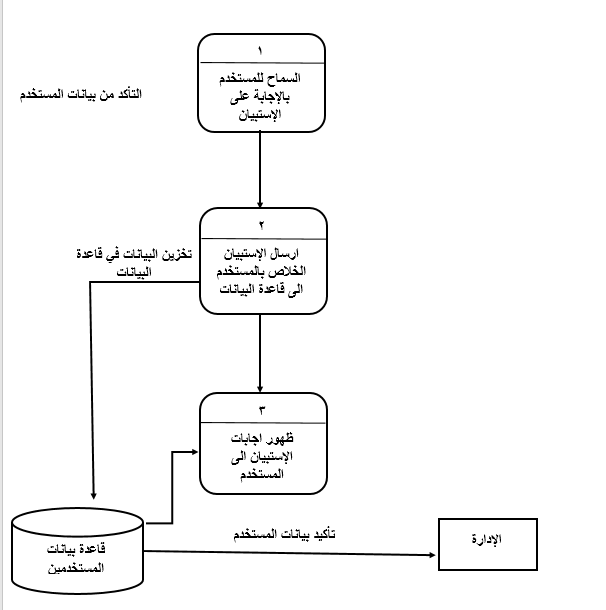 ١
السماح للمستخدم
بالإجابة على
الإستبيان
التأكد من بيانات المستخدم
٢
ارسال الإستبيان
الخلاص بالمستخدم
الى قاعدة البيانات
تخزين البيانات في قاعدة
البيانات
٣
ظهور اجابات
الإستبيان الى
المستخدم
قاعدة بيانات
المستخدمين
تأكيد بيانات المستخدم
الإدارة